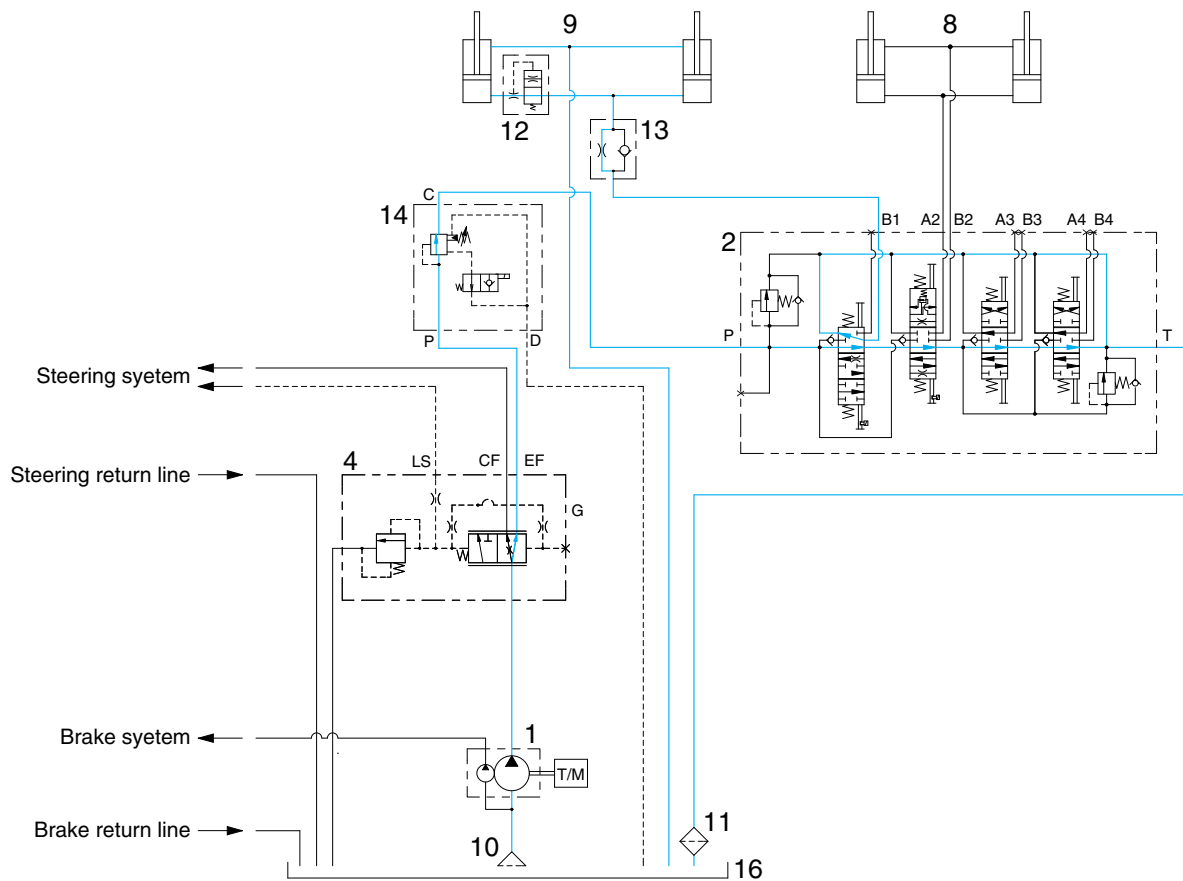 9
8
12
13
C
14
2
B1
A2
B2
A3
B3
A4
B4
P
T
P
D
Steering syetem
Steering return line
4
LS
CF
EF
G
Brake syetem
1
T/M
Brake return line
10
11
16